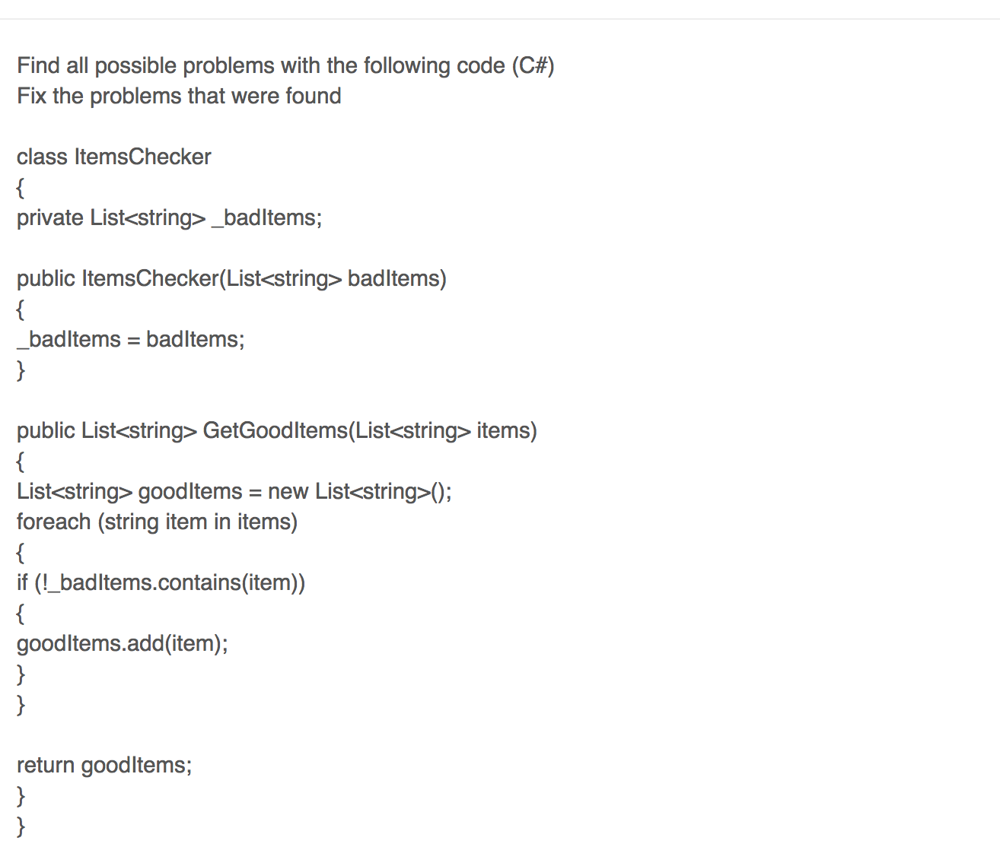 Find all possible problems with the following code (C#)
Fix the problems that were found
class ItemsChecker
{
private List<string> _badItems;
public ItemsChecker(List<string> badItems)
{
_badItems = badItems;
}
public List<string> GetGoodItems(List<string> items)
{
List<string> goodItems = new List<string>();
foreach (string item in items)
{
if (!_badItems.contains(item))
{
goodItems.add(item);
}
}
return goodItems;
}
}